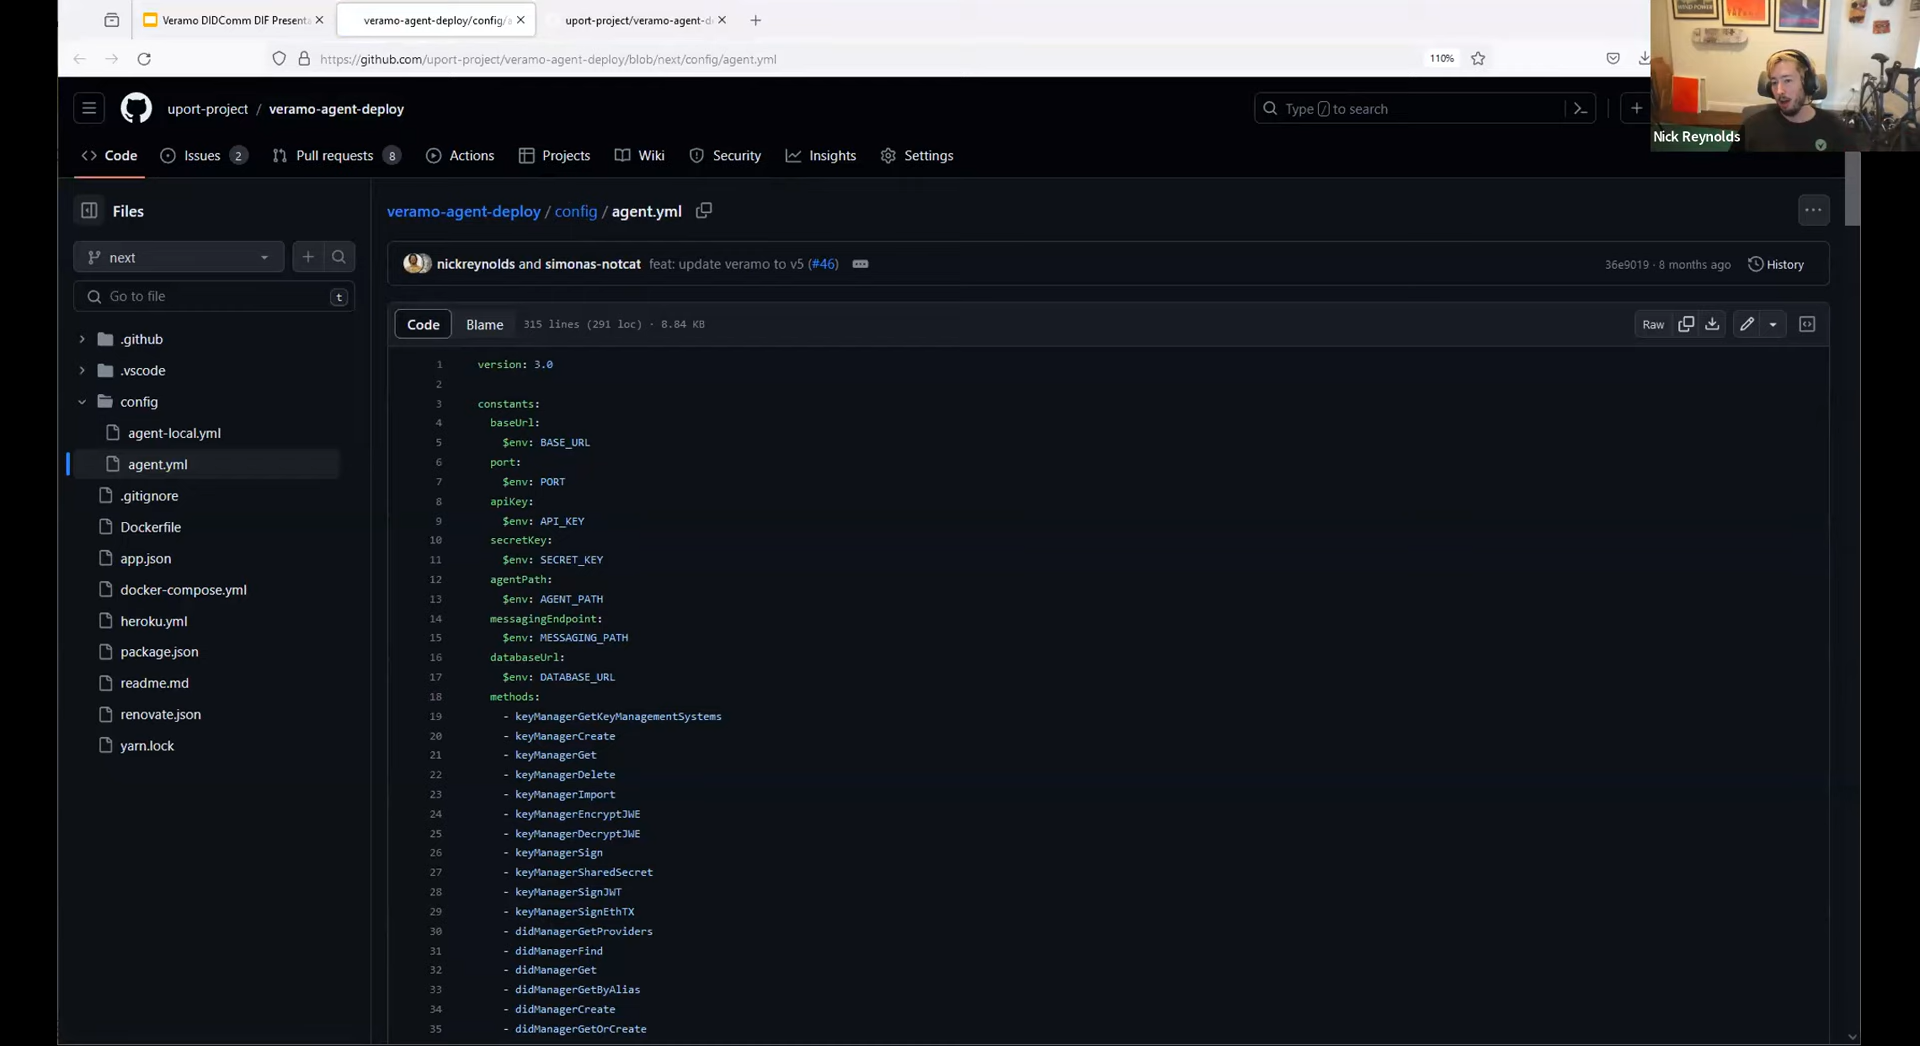 Veramo DIDComm DIF Presenta
veramo-agent-deploy/config/a
uport-project/veramo-agent-d
https://github.com/uport-project/veramo-agent-deploy/blob/next/config/agent.yml
110%
Nick Reynolds
uport-project / veramo-agent-deploy
Type / to search
Code
Issues 2
Pull requests 8
Actions
Projects
Wiki
Security
Insights
Settings
Files
next
Go to file
t
.github
.vscode
config
agent-local.yml
agent.yml
.gitignore
Dockerfile
app.json
docker-compose.yml
heroku.yml
package.json
readme.md
renovate.json
yarn.lock
veramo-agent-deploy / config / agent.yml
nickreynolds and simonas-notcat feat: update veramo to v5 (#46)
36e9019 · 8 months ago
History
Code
Blame
315 lines (291 loc) · 8.84 KB
Raw
1 version: 3.0
2
3 constants:
4 baseUrl:
5 $env: BASE_URL
6 port:
7 $env: PORT
8 apiKey:
9 $env: API_KEY
10 secretKey:
11 $env: SECRET_KEY
12 agentPath:
13 $env: AGENT_PATH
14 messagingEndpoint:
15 $env: MESSAGING_PATH
16 databaseUrl:
17 $env: DATABASE_URL
18 methods:
19 - keyManagerGetKeyManagementSystems
20 - keyManagerCreate
21 - keyManagerGet
22 - keyManagerDelete
23 - keyManagerImport
24 - keyManagerEncryptJWE
25 - keyManagerDecryptJWE
26 - keyManagerSign
27 - keyManagerSharedSecret
28 - keyManagerSignJWT
29 - keyManagerSignEthTX
30 - didManagerGetProviders
31 - didManagerFind
32 - didManagerGet
33 - didManagerGetByAlias
34 - didManagerCreate
35 - didManagerGetOrCreate